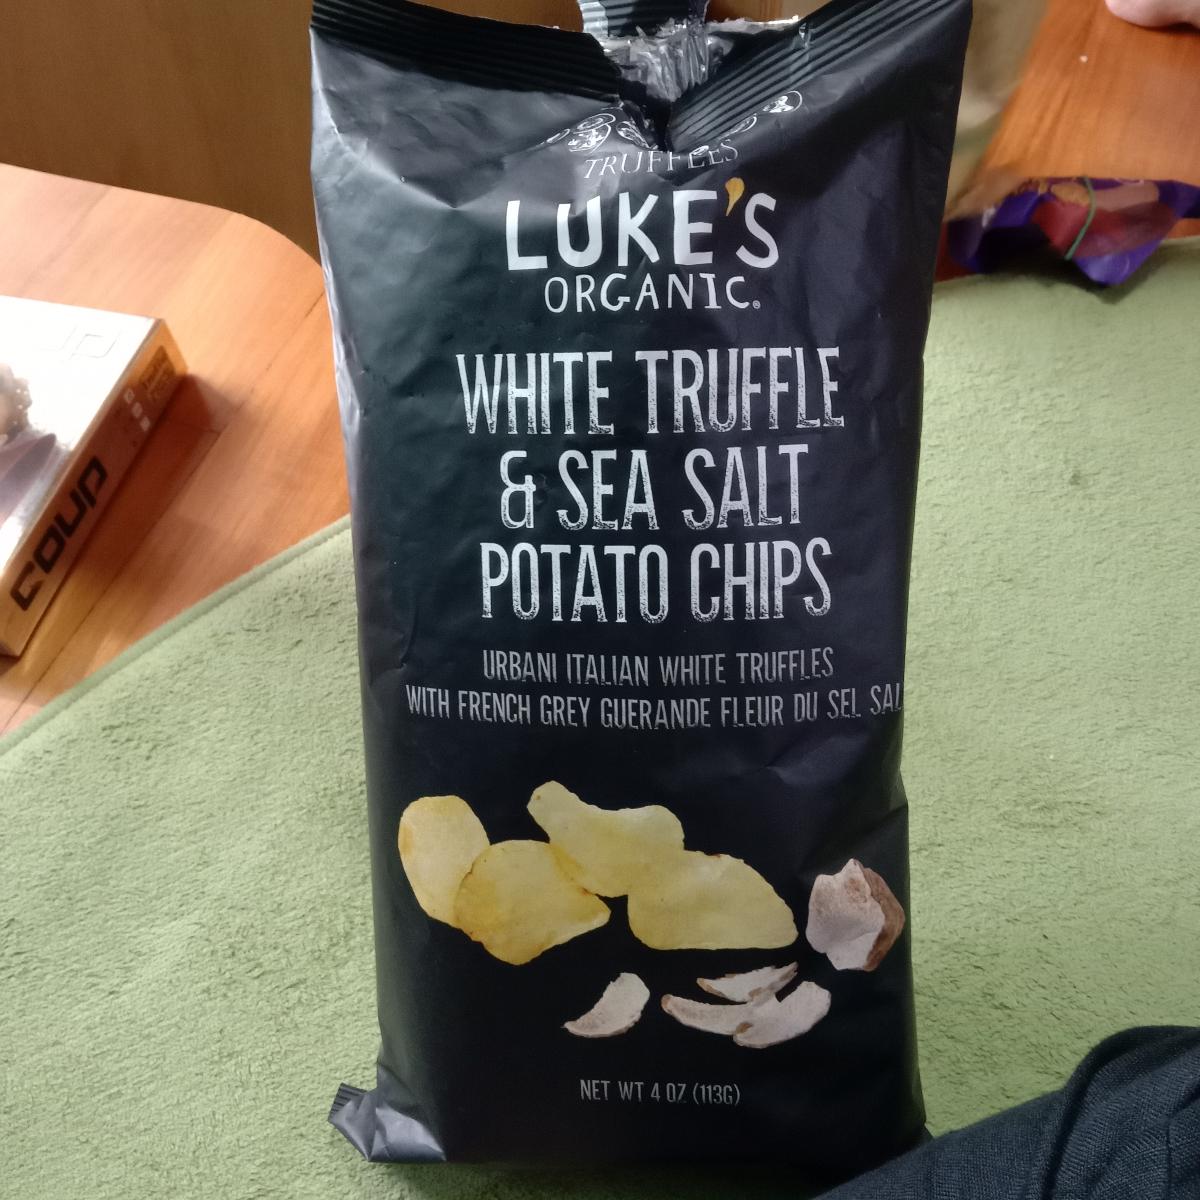 TRUFFLES
LUKE'S
ORGANIC®
WHITE TRUFFLE
& SEA SALT
POTATO CHIPS
URBANI ITALIAN WHITE TRUFFLES
WITH FRENCH GREY GUERANDE FLEUR DU SEL SAL
NET WT 4 OZ (113G)
coup